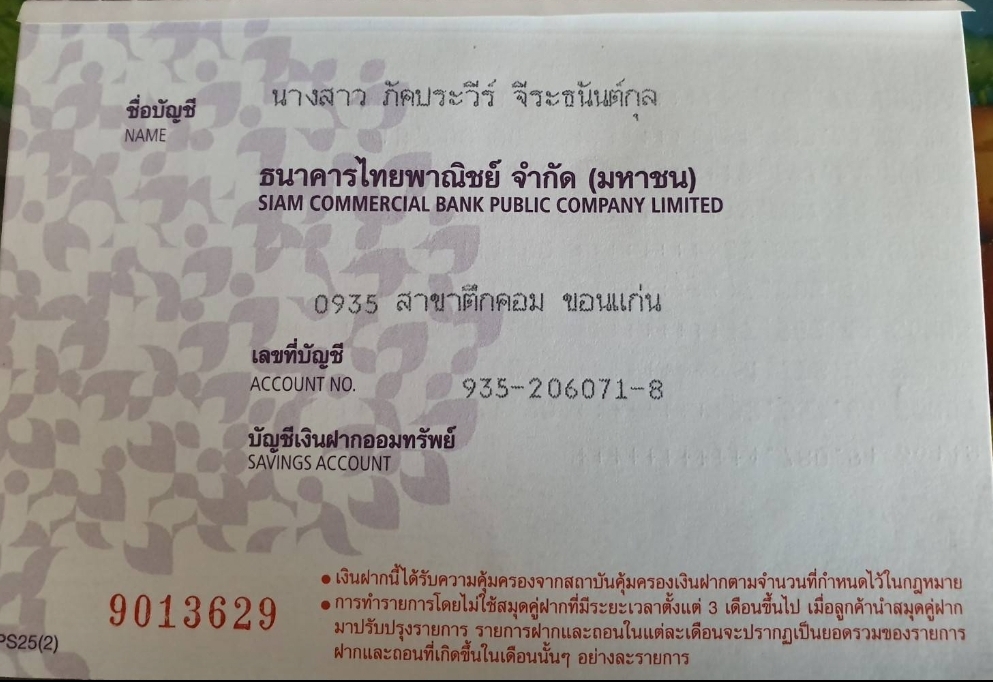 นางสาว ภัคประวีร์ จีระธนันต์กุล
ชื่อบัญชี
NAME
ธนาคารไทยพาณิชย์ จำกัด (มหาชน)
SIAM COMMERCIAL BANK PUBLIC COMPANY LIMITED
0935 สาขาตึกคอม ขอนแก่น
เลขที่บัญชี
ACCOUNT NO.
935-206071-8
บัญชีเงินฝากออมทรัพย์
SAVINGS ACCOUNT
• เงินฝากนี้ได้รับความคุ้มครองจากสถาบันคุ้มครองเงินฝากตามจำนวนที่กำหนดไว้ในกฎหมาย
• การทำรายการโดยไม่ใช้สมุดคู่ฝากที่มีระยะเวลาตั้งแต่ 3 เดือนขึ้นไป เมื่อลูกค้านำสมุดคู่ฝาก
มาปรับปรุงรายการ รายการฝากและถอนในแต่ละเดือนจะปรากฏเป็นยอดรวมของรายการ
ฝากและถอนที่เกิดขึ้นในเดือนนั้นๆ อย่างละรายการ
9013629
PS25(2)